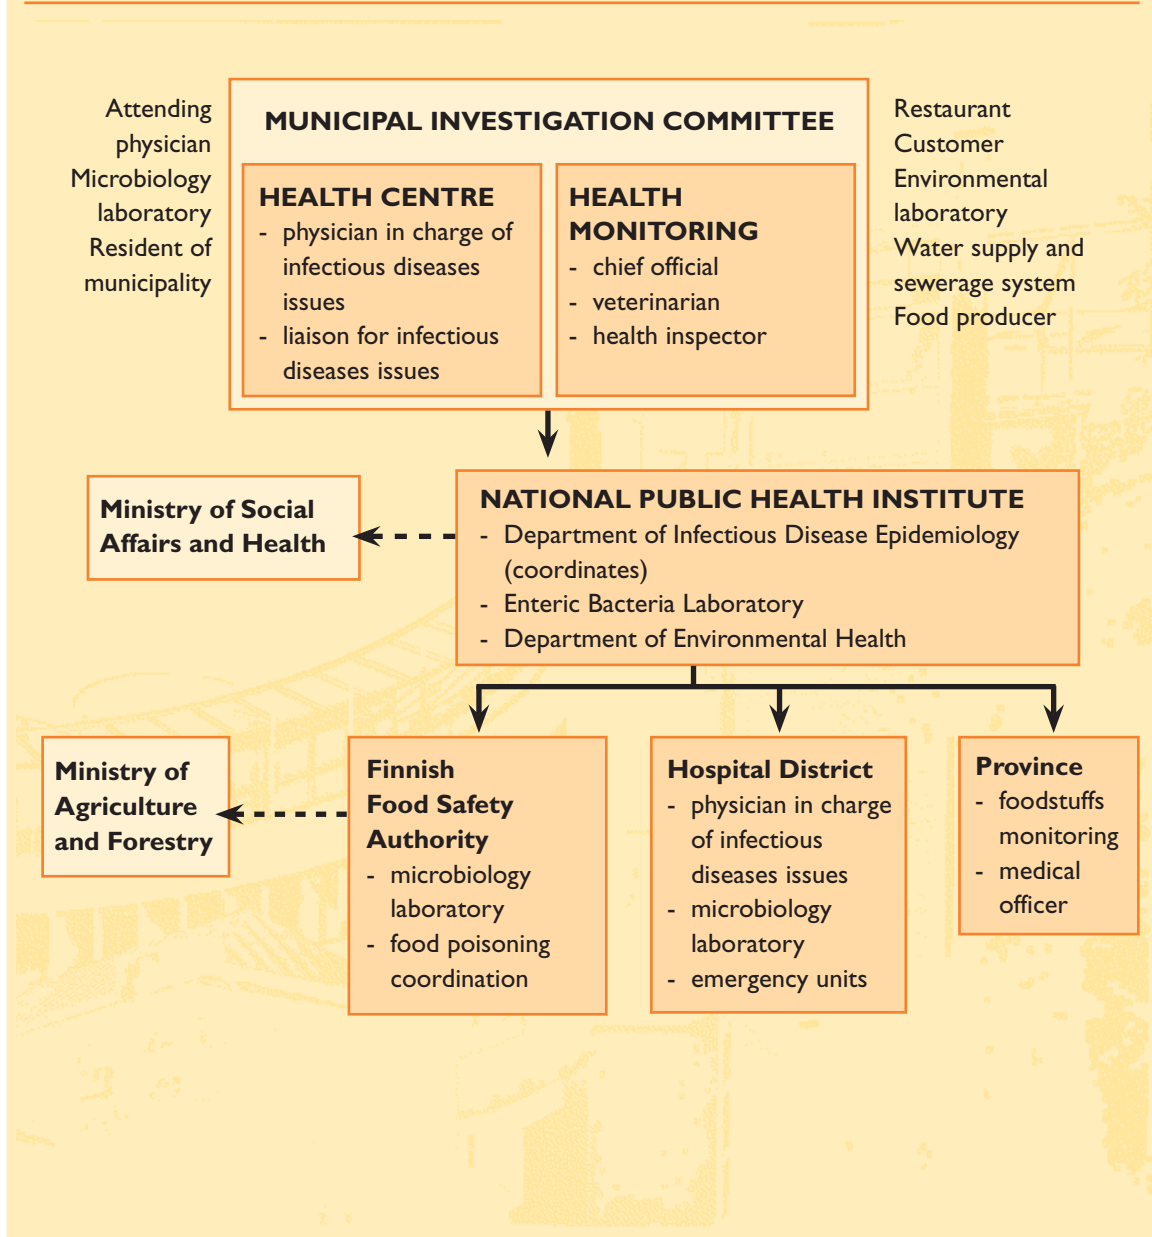 Attending
physician
Microbiology
laboratory
Resident of
municipality
MUNICIPAL INVESTIGATION COMMITTEE
HEALTH CENTRE
- physician in charge of
infectious diseases
issues
- liaison for infectious
diseases issues
HEALTH
MONITORING
- chief official
- veterinarian
- health inspector
Restaurant
Customer
Environmental
laboratory
Water supply and
sewerage system
Food producer
Ministry of Social
Affairs and Health
NATIONAL PUBLIC HEALTH INSTITUTE
- Department of Infectious Disease Epidemiology
(coordinates)
- Enteric Bacteria Laboratory
- Department of Environmental Health
Ministry of
Agriculture
and Forestry
Finnish
Food Safety
Authority
- microbiology
laboratory
- food poisoning
coordination
Hospital District
- physician in charge
of infectious
diseases issues
- microbiology
laboratory
- emergency units
Province
- foodstuffs
monitoring
- medical
officer